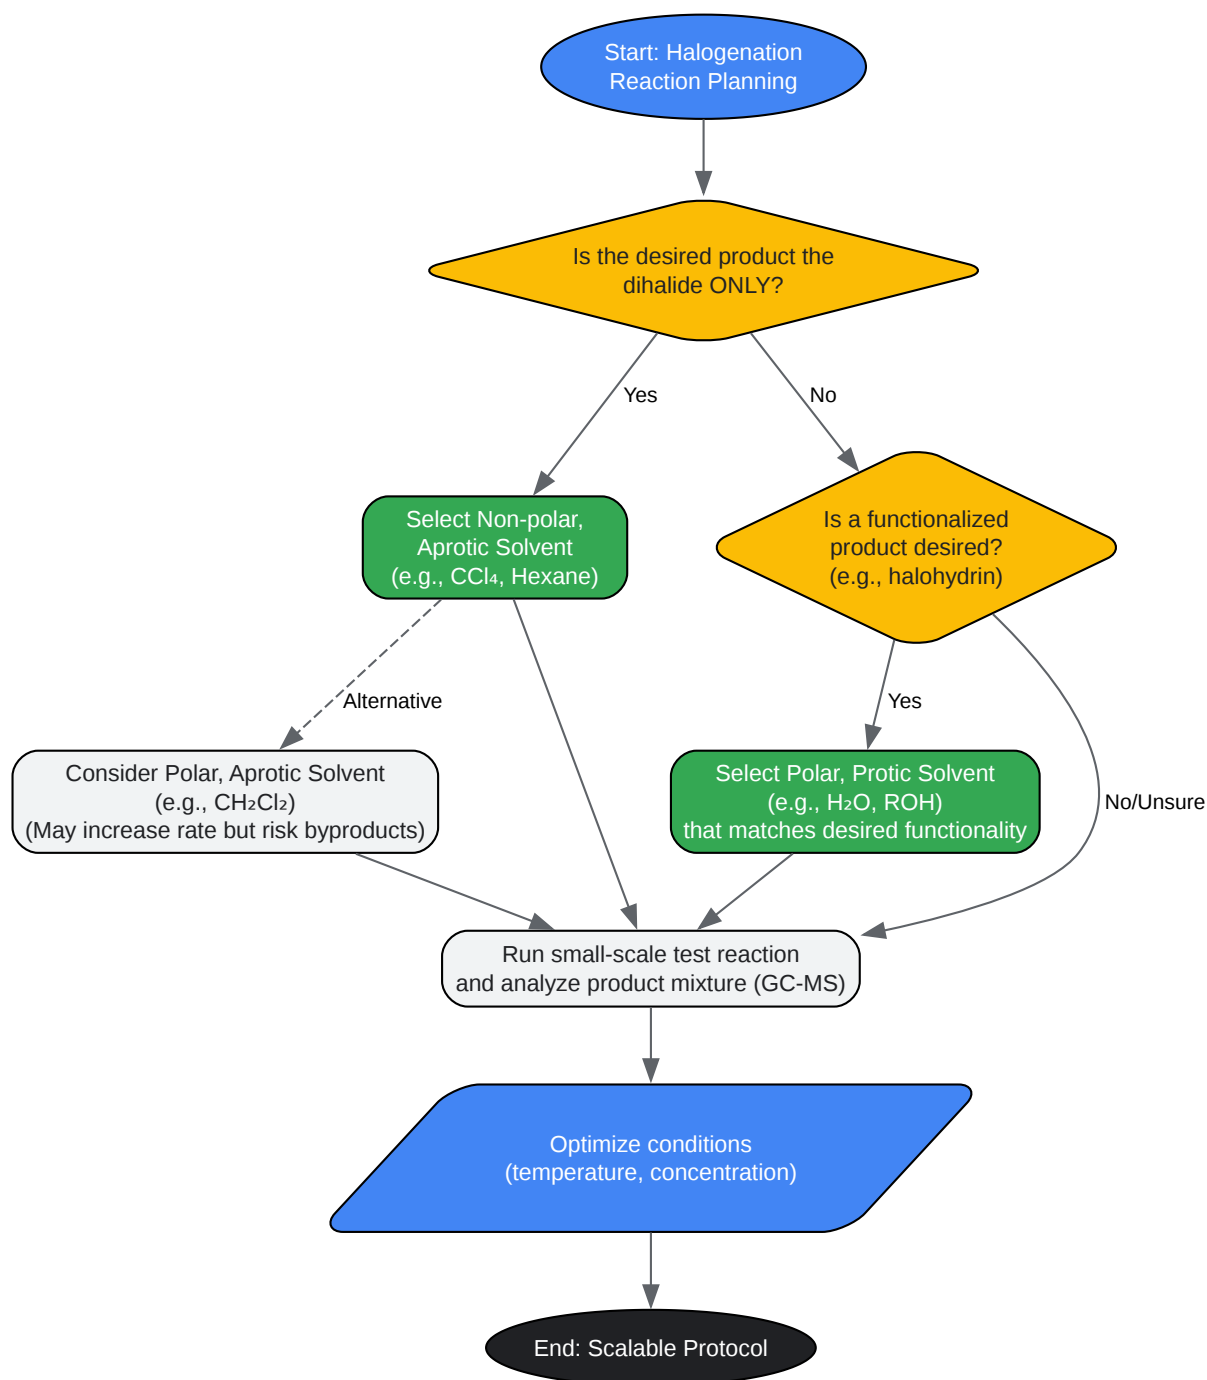 Start: Halogenation
Reaction Planning
Is the desired product the
dihalide ONLY?
Yes
No
Select Non-polar,
Aprotic Solvent
(e.g., CCl₄, Hexane)
Is a functionalized
product desired?
(e.g., halohydrin)
Alternative
Yes
No/Unsure
Consider Polar, Aprotic Solvent
(e.g., CH₂Cl₂)
(May increase rate but risk byproducts)
Select Polar, Protic Solvent
(e.g., H₂O, ROH)
that matches desired functionality
Run small-scale test reaction
and analyze product mixture (GC-MS)
Optimize conditions
(temperature, concentration)
End: Scalable Protocol